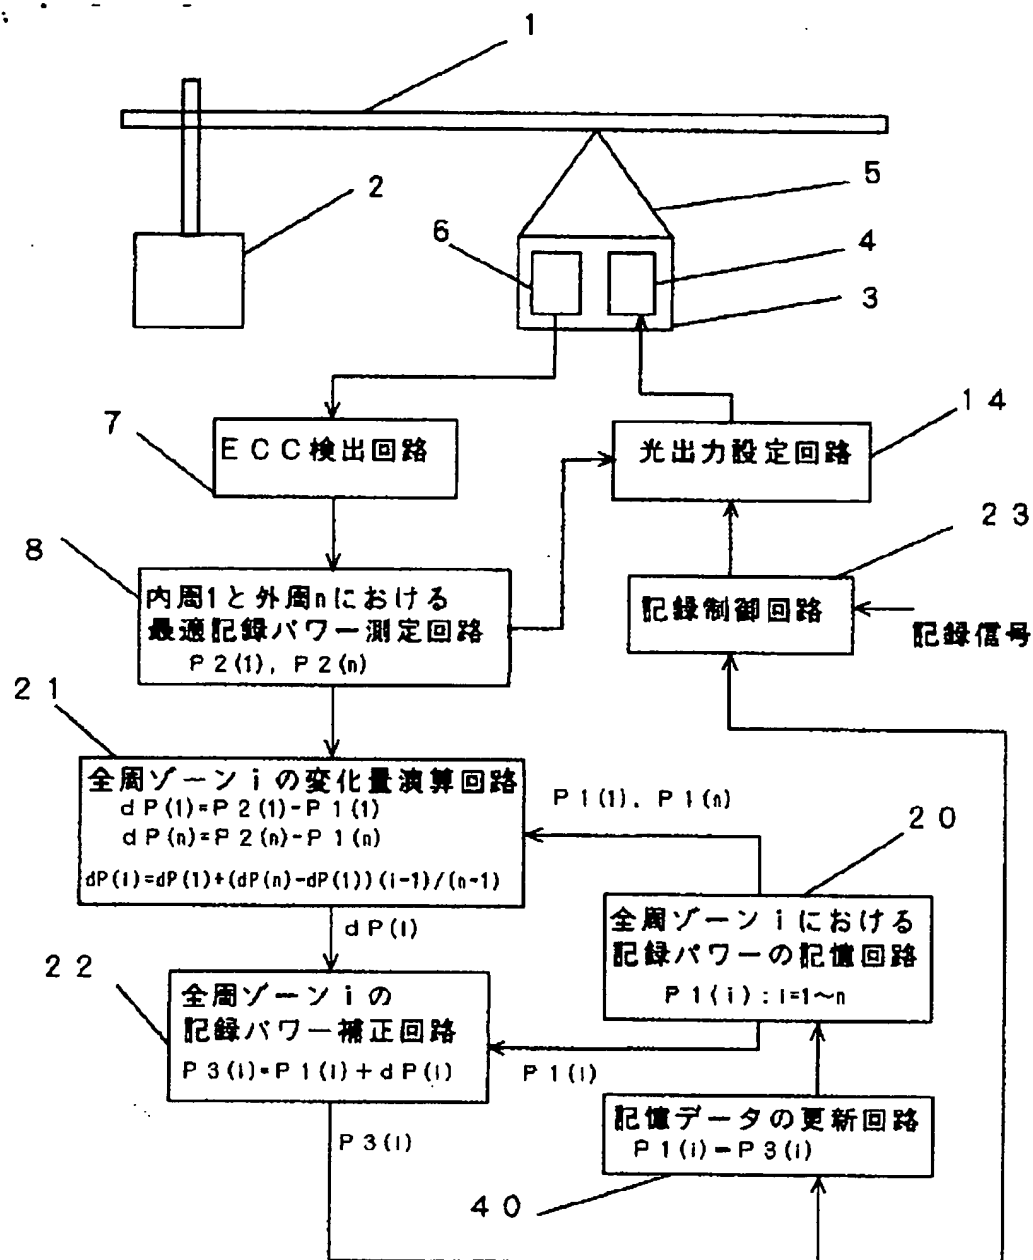 1
2
5
6
4
3
7
ECC検出回路
光出力設定回路
14
23
8
内周1と外周nにおける
最適記録パワー測定回路
P2(1), P2(n)
記録制御回路
記録信号
21
全周ゾーンiの変化量演算回路
dP(1)=P2(1)-P1(1)
dP(n)=P2(n)-P1(n)
dP(i)=dP(1)+(dP(n)-dP(1))(i-1)/(n-1)
P1(1), P1(n)
20
dP(i)
全周ゾーンiにおける
記録パワーの記憶回路
P1(i):i=1~n
22
全周ゾーンiの
記録パワー補正回路
P3(i)=P1(i)+dP(i)
P1(i)
記憶データの更新回路
P1(i)=P3(i)
P3(i)
40